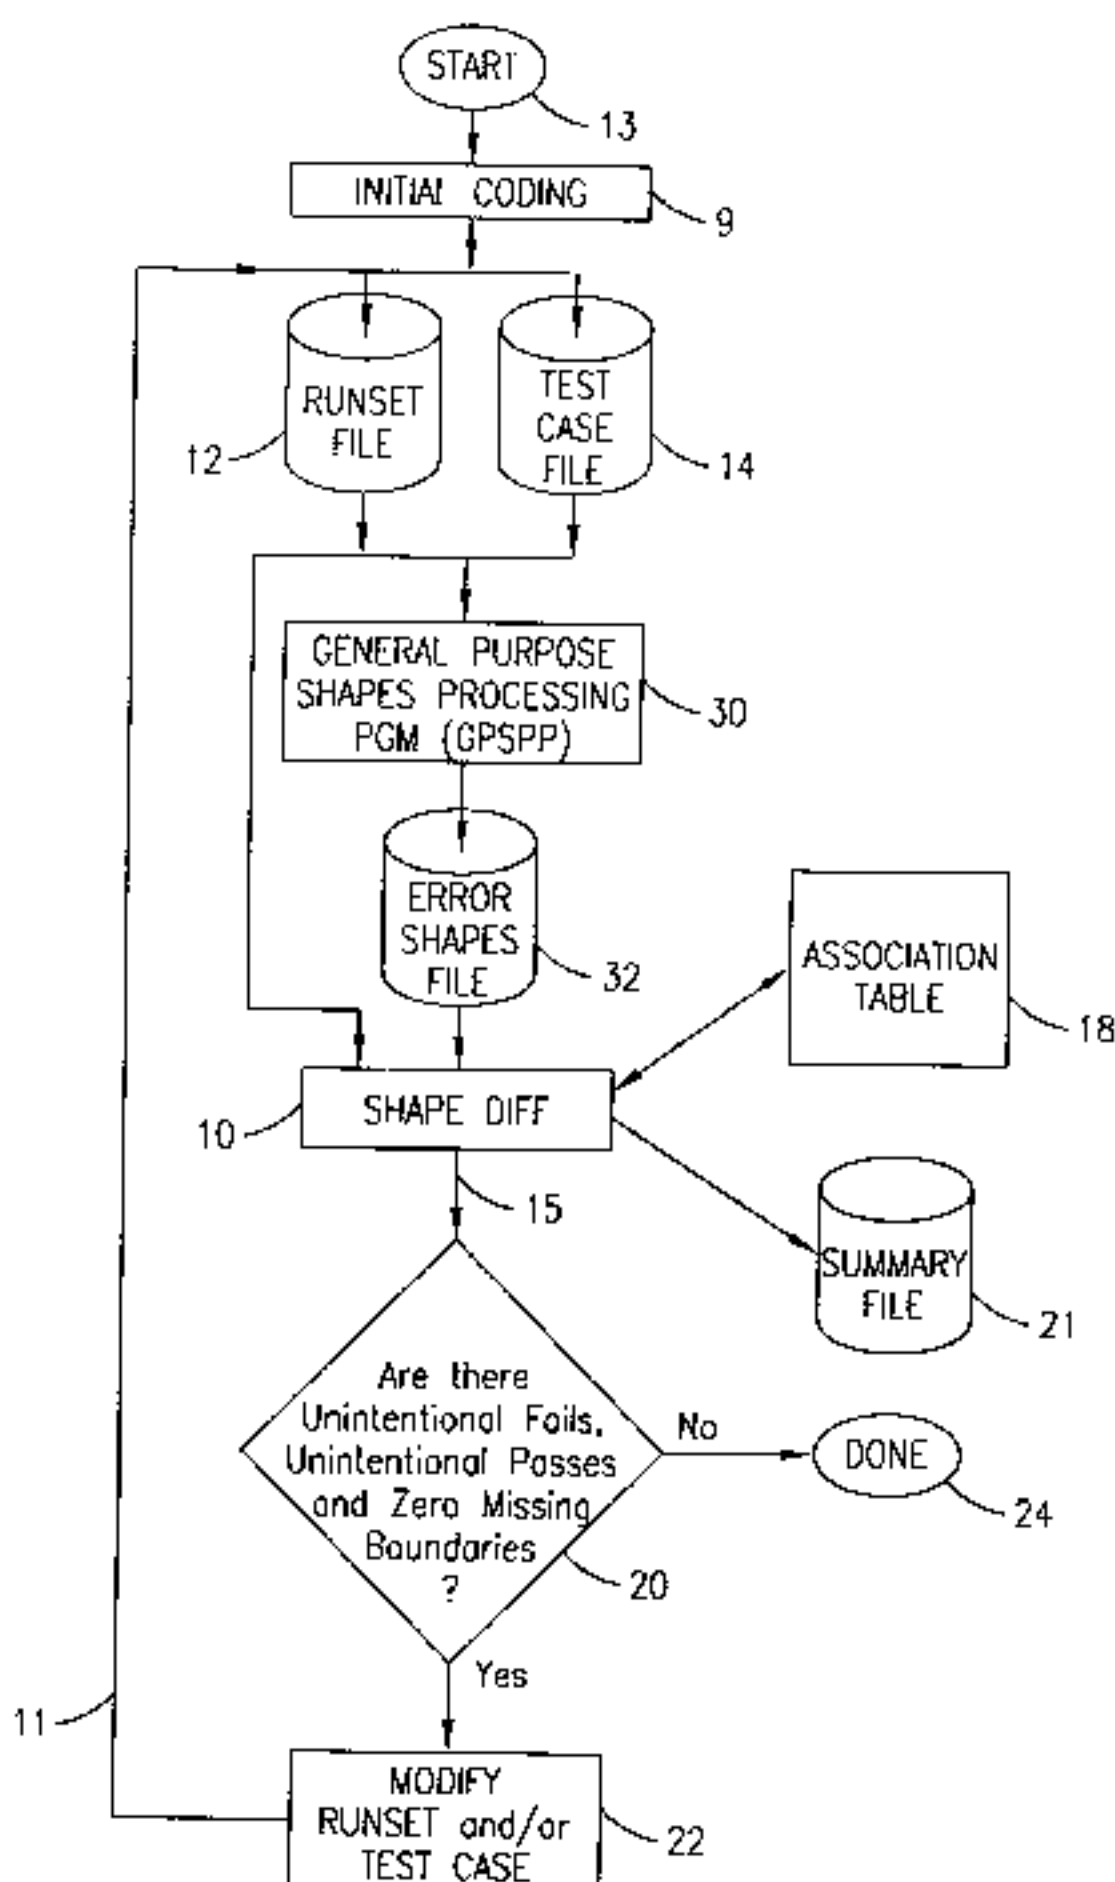 START
13
INITIAL CODING
9
RUNSET
FILE
12
TEST
CASE
FILE
14
GENERAL PURPOSE
SHAPES PROCESSING
PGM (GPSPP)
30
ERROR
SHAPES
FILE
32
ASSOCIATION
TABLE
18
SHAPE DIFF
10
15
SUMMARY
FILE
21
Are there
Unintentional Fails,
Unintentional Passes
and Zero Missing
Boundaries
?
20
No
DONE
24
Yes
11
MODIFY
RUNSET and/or
TEST CASE
22